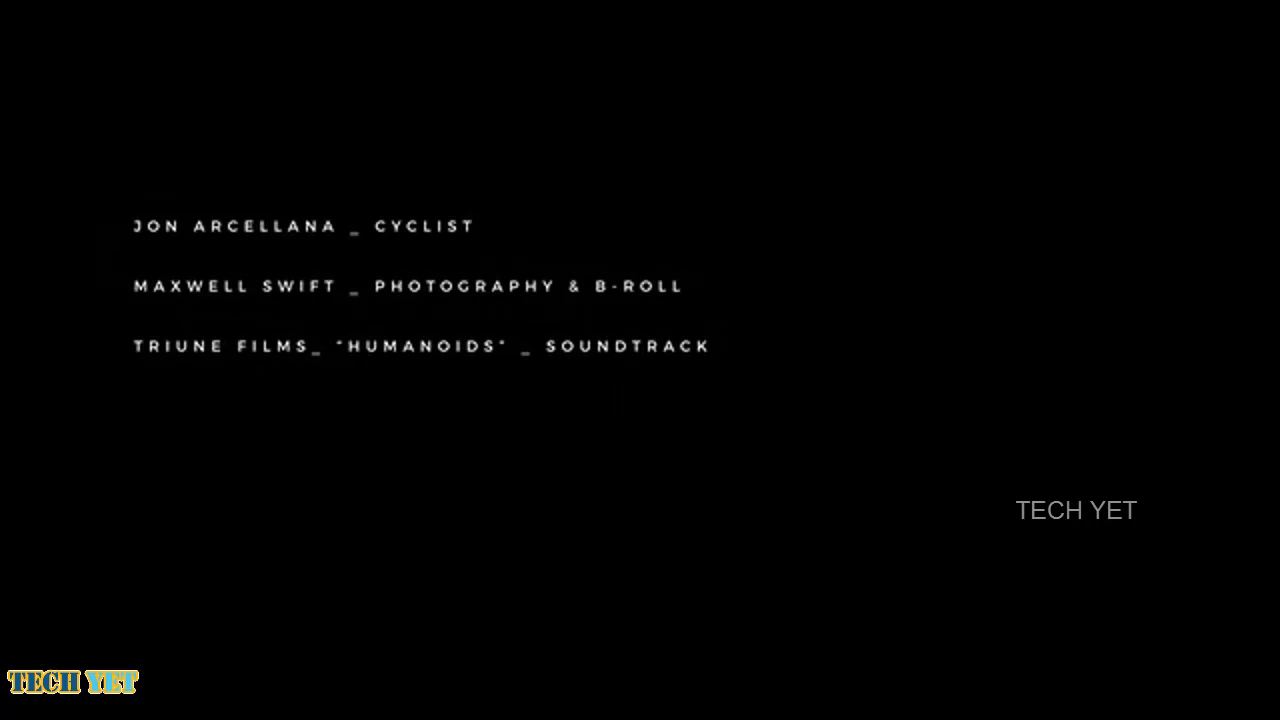 JON ARCELLANA _ CYCLIST
MAXWELL SWIFT _ PHOTOGRAPHY & B-ROLL
TRIUNE FILMS_ "HUMANOIDS" _ SOUNDTRACK
TECH YET
TECH YET